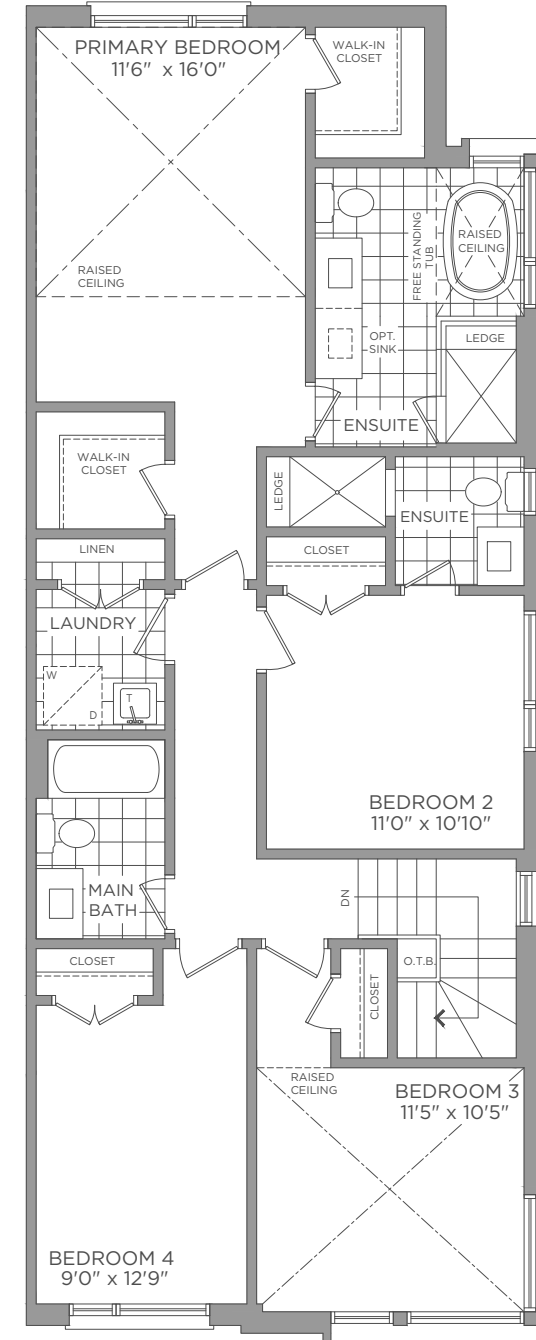 PRIMARY BEDROOM
11'6" x 16'0"
WALK-IN
CLOSET
RAISED
CEILING
FREE STANDING
TUB
RAISED
CEILING
OPT.
SINK
LEDGE
ENSUITE
WALK-IN
CLOSET
LEDGE
ENSUITE
LINEN
CLOSET
LAUNDRY
W
D
T
BEDROOM 2
11'0" x 10'10"
MAIN
BATH
DN
O.T.B.
CLOSET
CLOSET
RAISED
CEILING
BEDROOM 3
11'5" x 10'5"
BEDROOM 4
9'0" x 12'9"